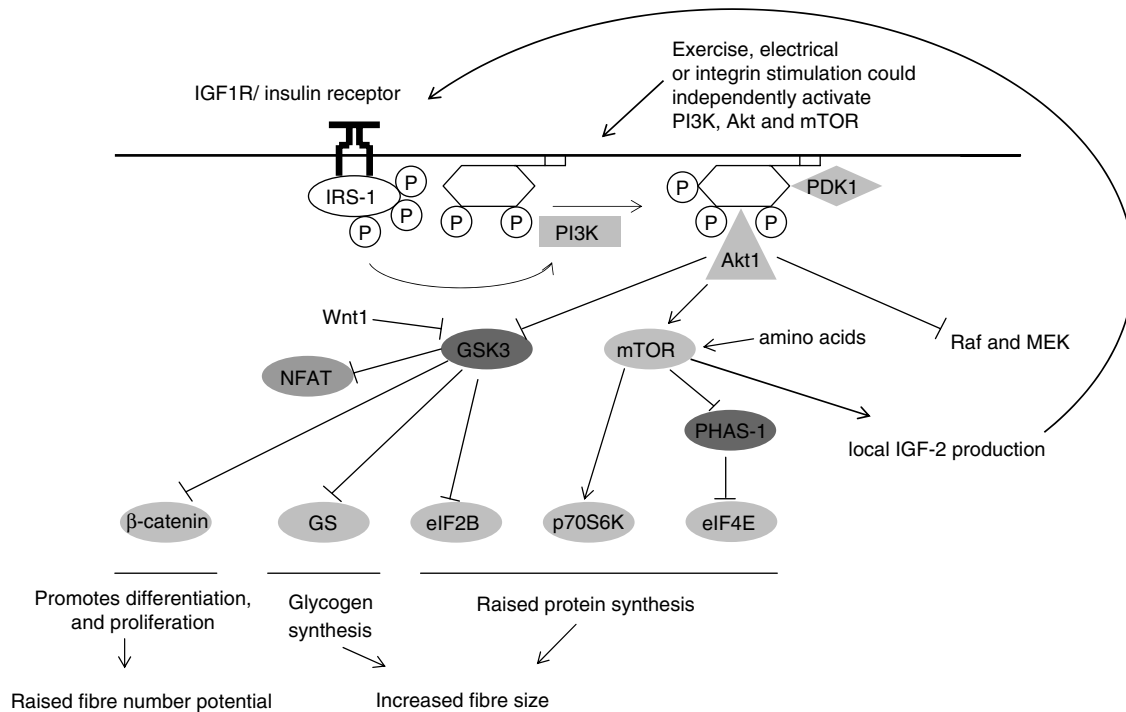 Exercise, electrical
or integrin stimulation could
independently activate
PI3K, Akt and mTOR
IGF1R/ insulin receptor
IRS-1
P
P
P
P
P
PI3K
P
P
P
PDK1
Akt1
Wnt1
GSK3
NFAT
mTOR
amino acids
Raf and MEK
PHAS-1
local IGF-2 production
β-catenin
GS
eIF2B
p70S6K
eIF4E
Promotes differentiation,
and proliferation
Glycogen
synthesis
Raised protein synthesis
Raised fibre number potential
Increased fibre size